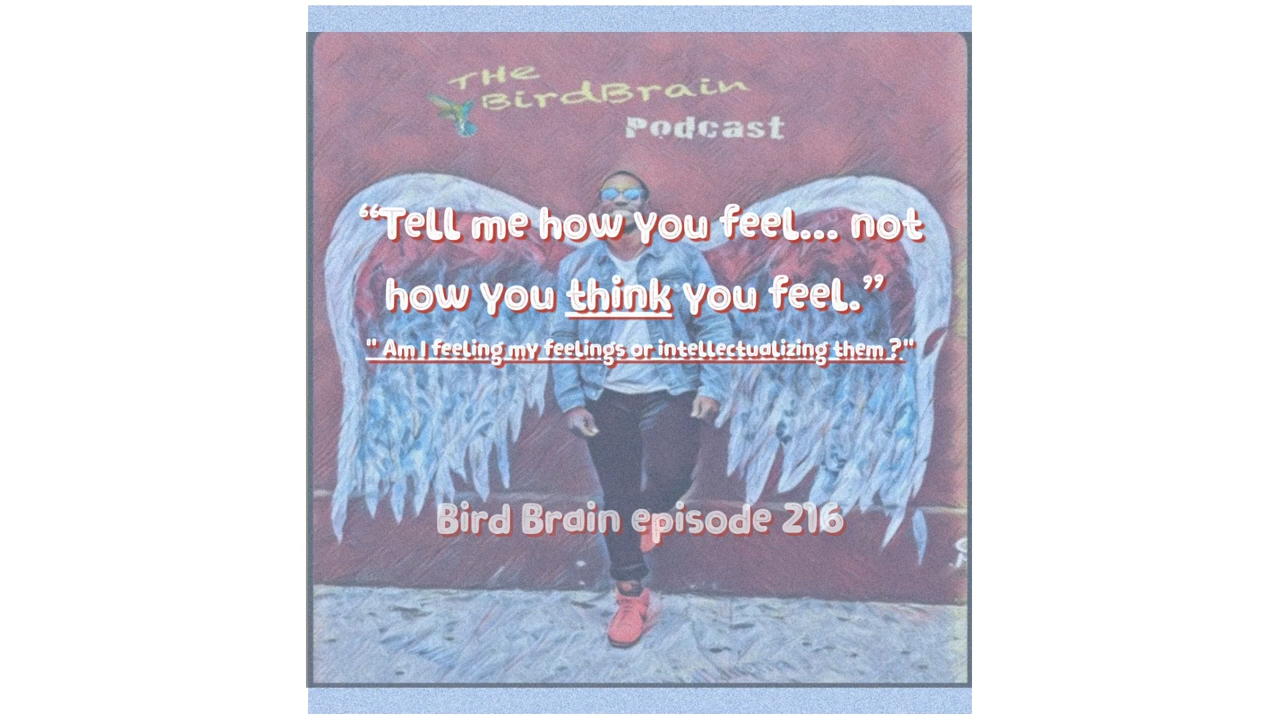 THe
BirdBrain
Podcast
“Tell me how you feel... not
how you think you feel.”
" Am I feeling my feelings or intellectualizing them ?"
Bird Brain episode 216